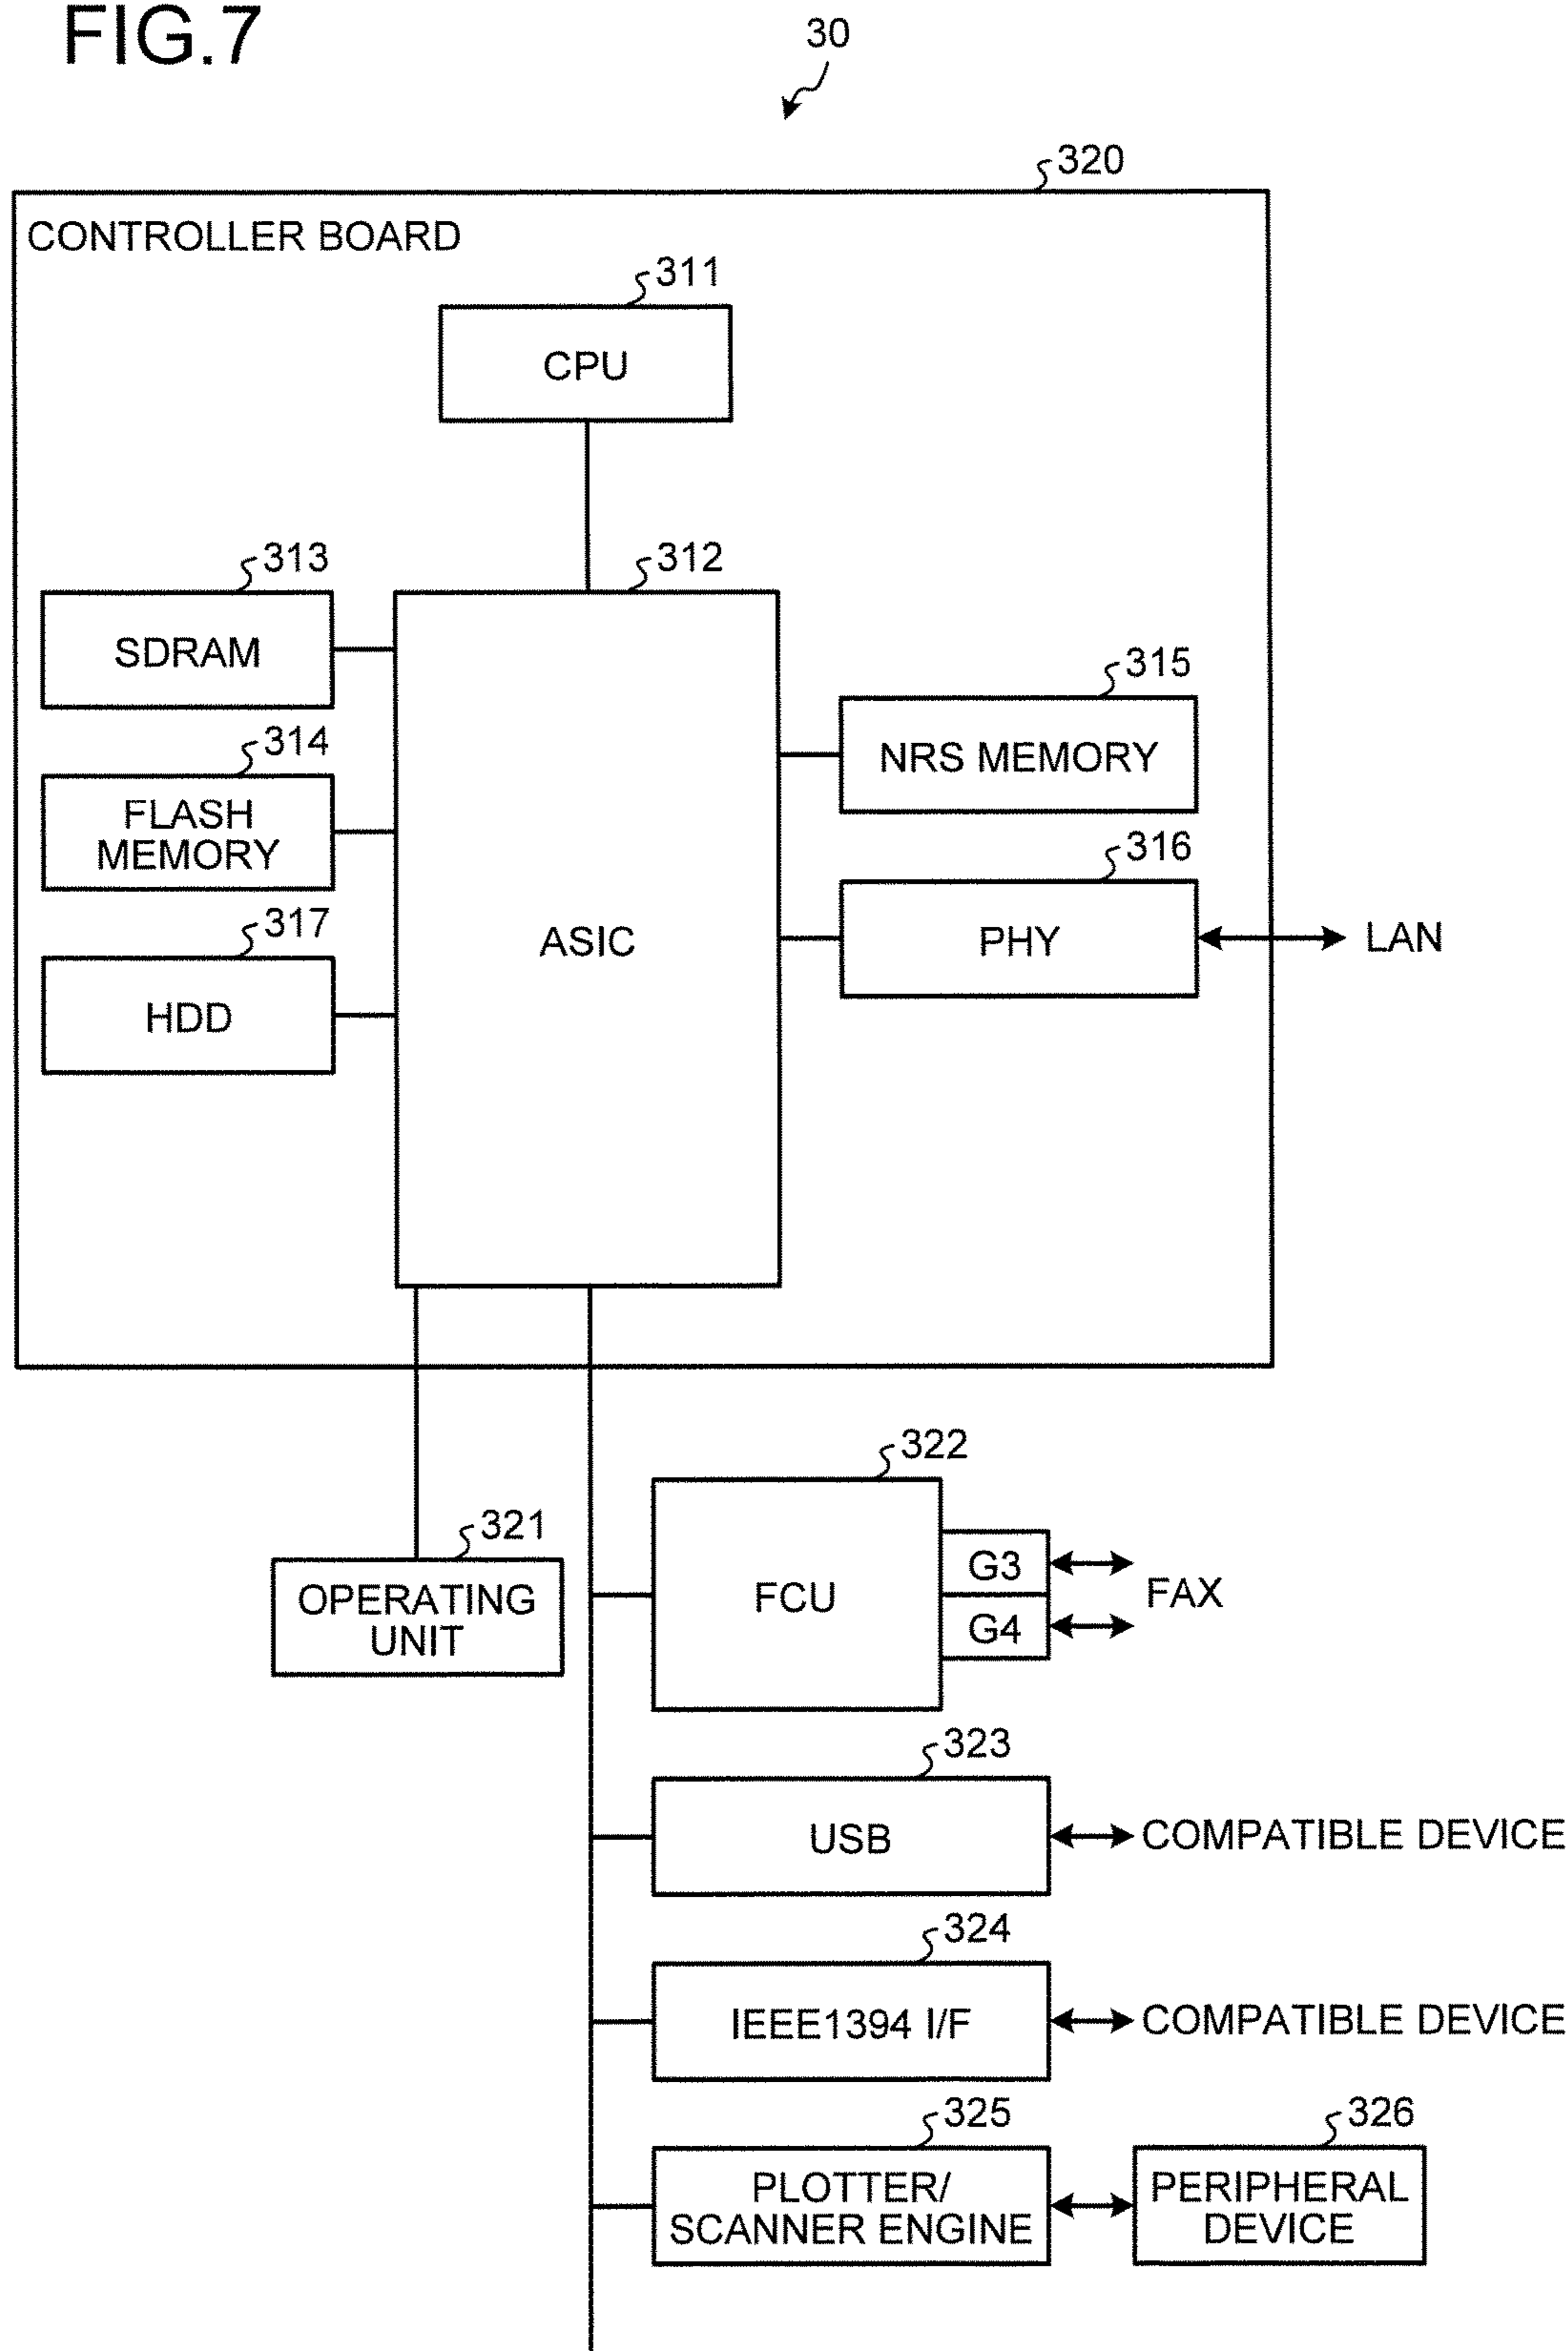 FIG.7
30
320
CONTROLLER BOARD
311
CPU
313
312
SDRAM
315
314
NRS MEMORY
FLASH
MEMORY
316
317
ASIC
PHY
LAN
HDD
322
321
G3
OPERATING
UNIT
FCU
FAX
G4
323
USB
COMPATIBLE DEVICE
324
IEEE1394 I/F
COMPATIBLE DEVICE
325
326
PLOTTER/
SCANNER ENGINE
PERIPHERAL
DEVICE